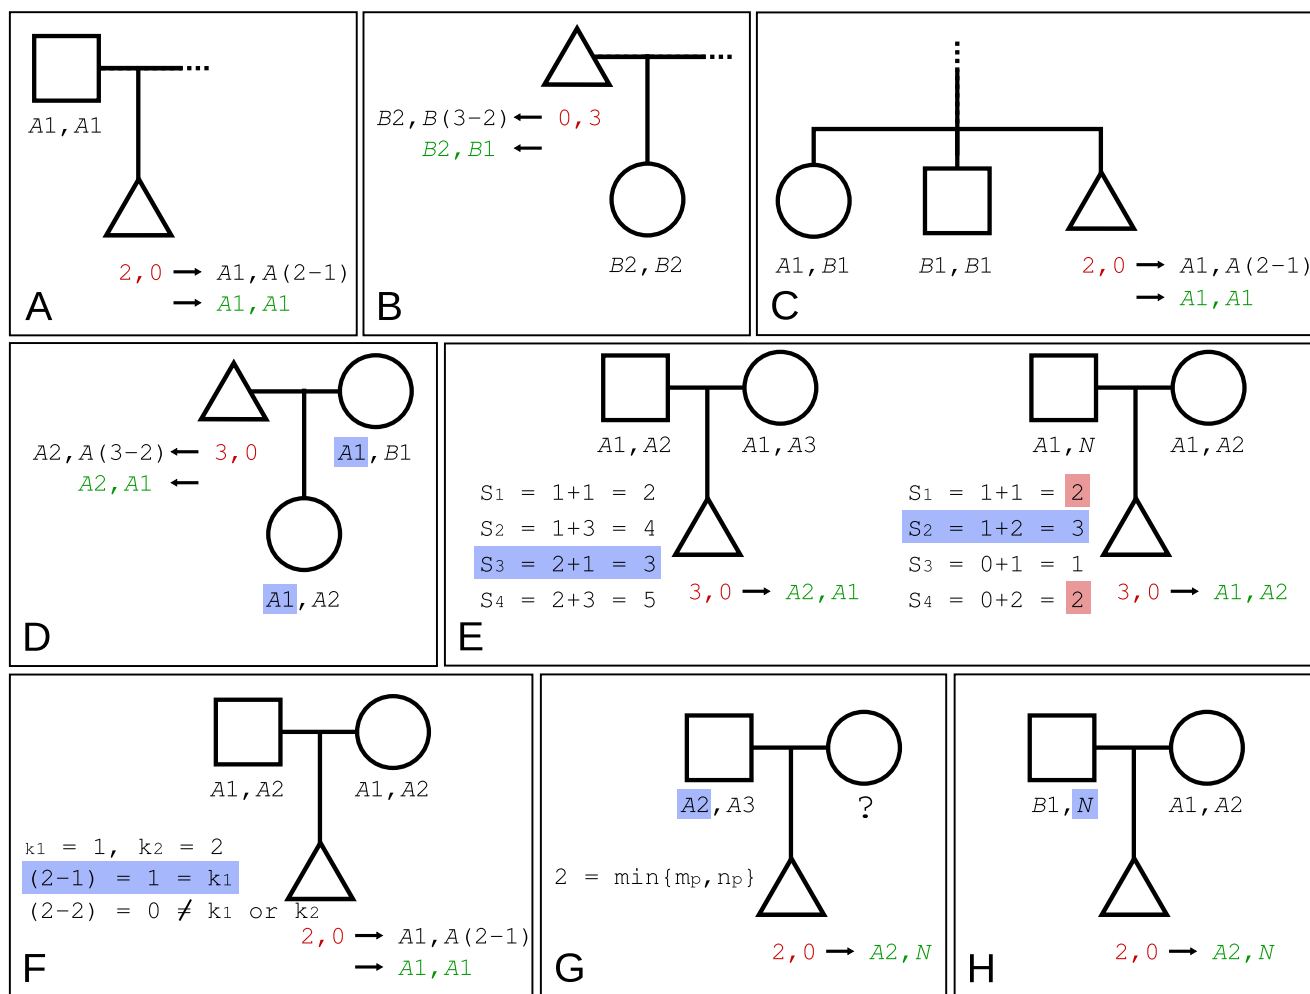 A1,A1
2,0 → A1,A(2−1)
→ A1,A1
A
B2,B(3−2) ← 0,3
B2,B1 ←
B2,B2
B
A1,B1
B1,B1
2,0 → A1,A(2−1)
→ A1,A1
C
A2,A(3−2) ← 3,0
A2,A1 ←
A1,B1
A1,A2
D
A1,A2
A1,A3
S1 = 1+1 = 2
S2 = 1+3 = 4
S3 = 2+1 = 3
S4 = 2+3 = 5
3,0 → A2,A1
A1,N
A1,A2
S1 = 1+1 = 2
S2 = 1+2 = 3
S3 = 0+1 = 1
S4 = 0+2 = 2
3,0 → A1,A2
E
A1,A2
A1,A2
k1 = 1, k2 = 2
(2−1) = 1 = k1
(2−2) = 0 ≠ k1 or k2
2,0 → A1,A(2−1)
→ A1,A1
F
A2,A3
?
2 = min{mp,np}
2,0 → A2,N
G
B1,N
A1,A2
2,0 → A2,N
H